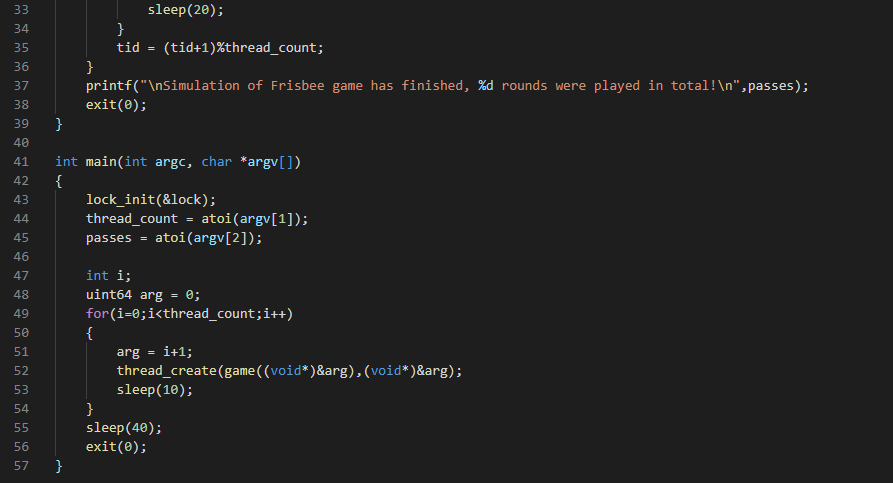 33 sleep(20);
34 }
35 tid = (tid+1)%thread_count;
36 }
37 printf("\nSimulation of Frisbee game has finished, %d rounds were played in total!\n",passes);
38 exit(0);
39 }
40
41 int main(int argc, char *argv[])
42 {
43 lock_init(&lock);
44 thread_count = atoi(argv[1]);
45 passes = atoi(argv[2]);
46
47 int i;
48 uint64 arg = 0;
49 for(i=0;i<thread_count;i++)
50 {
51 arg = i+1;
52 thread_create(game((void*)&arg),(void*)&arg);
53 sleep(10);
54 }
55 sleep(40);
56 exit(0);
57 }